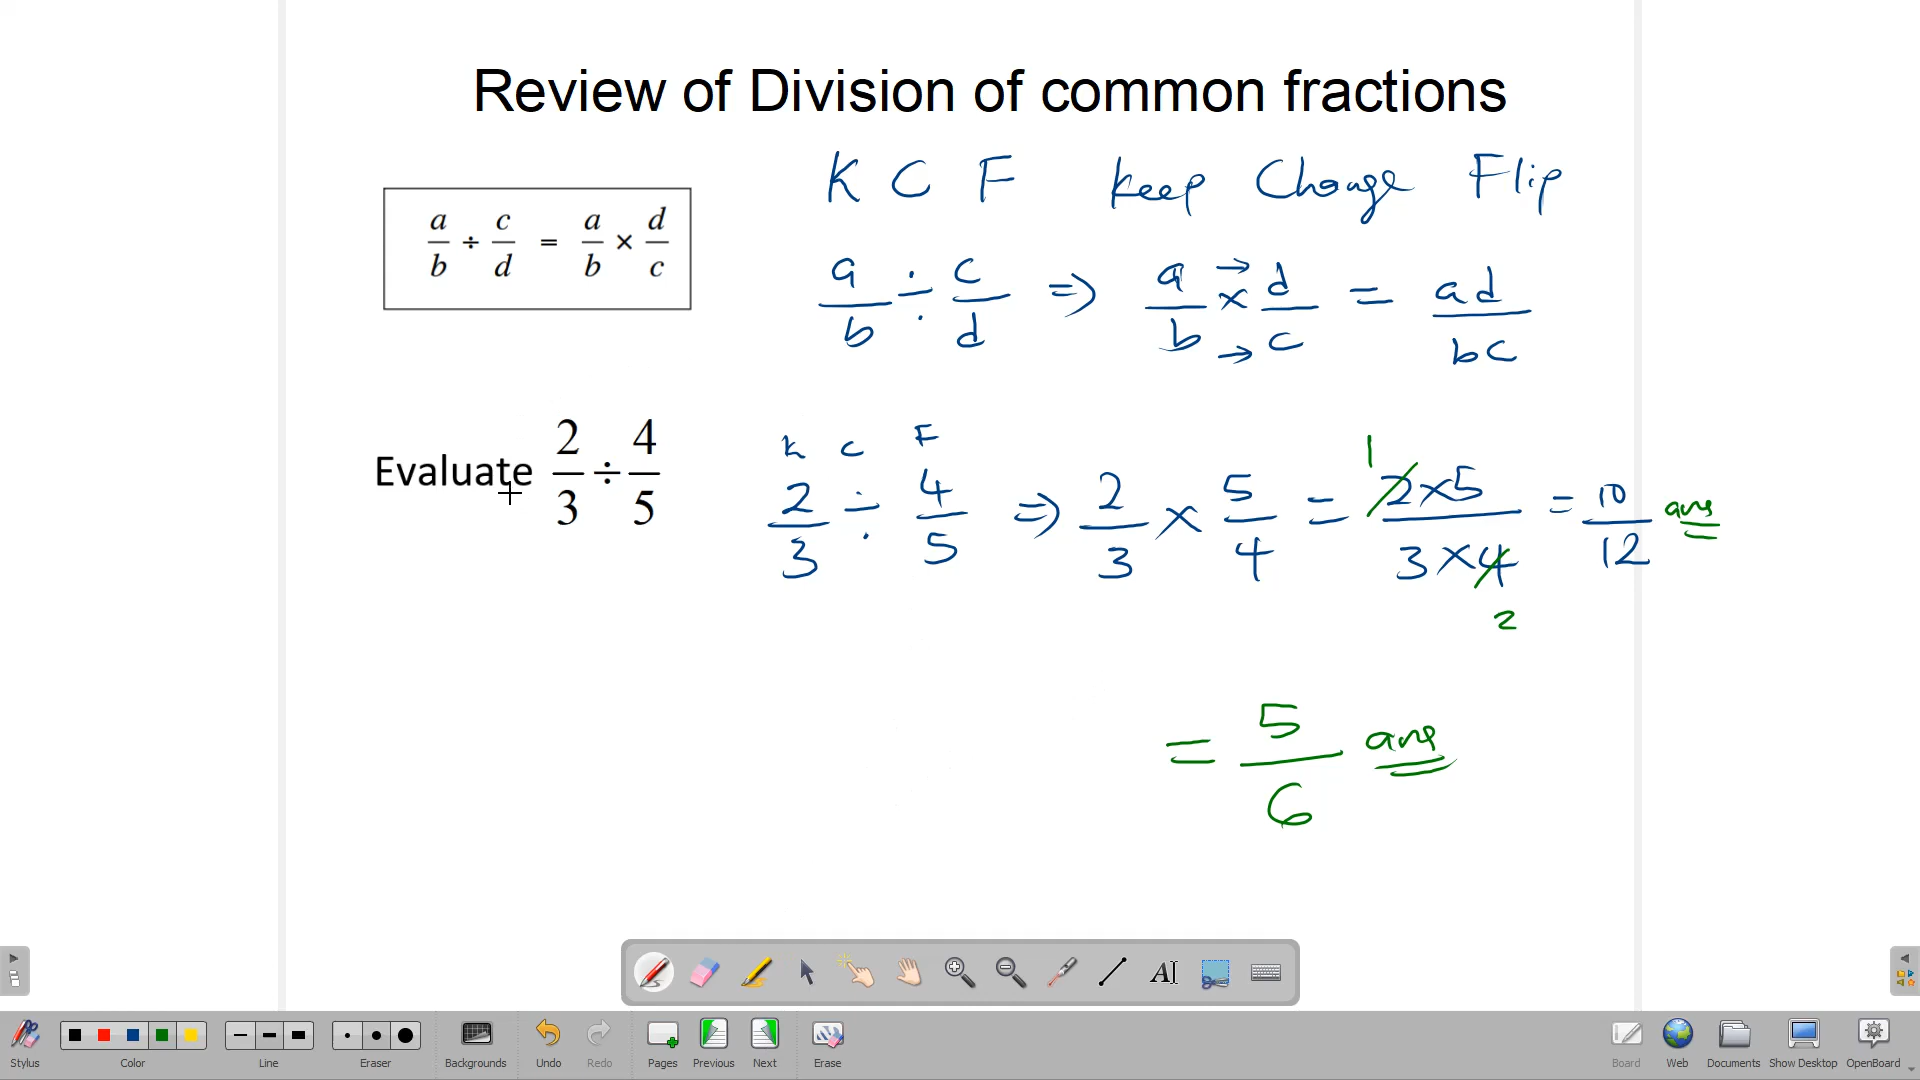 Review of Division of common fractions
K C F Keep Change Flip
a/b ÷ c/d = a/b × d/c
a/b ÷ c/d ⇒ a/b × d/c = ad/bc
→
→
K C F
Evaluate 2/3 ÷ 4/5
2/3 ÷ 4/5 ⇒ 2/3 × 5/4 = 2×5/3×4 = 10/12 ans
1
2
= 5/6 ans
Stylus Color Line Eraser Backgrounds Undo Redo Pages Previous Next Erase Board Web Documents Show Desktop OpenBoard